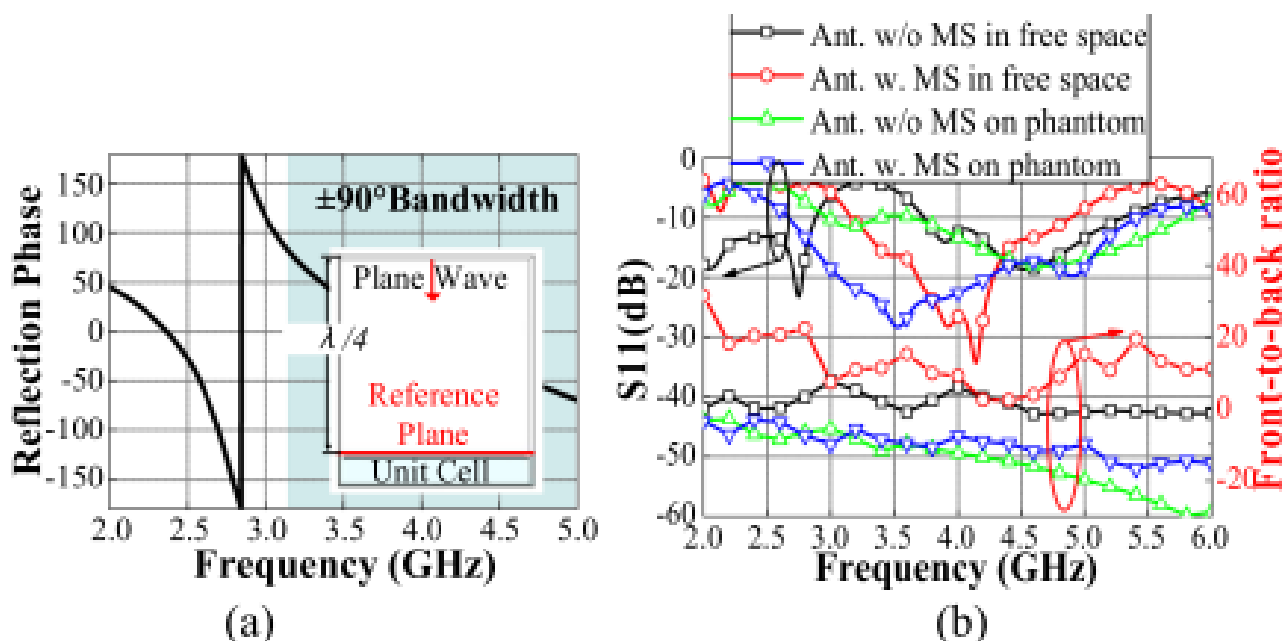 Ant. w/o MS in free space
Ant. w. MS in free space
Ant. w/o MS on phanttom
Ant. w. MS on phantom
Reflection Phase
150
100
50
0
-50
-100
-150
±90°Bandwidth
Plane Wave
λ/4
Reference
Plane
Unit Cell
2.0 2.5 3.0 3.5 4.0 4.5 5.0
Frequency (GHz)
(a)
S11(dB)
0
-10
-20
-30
-40
-50
-60
60
40
20
0
-20
Front-to-back ratio
2.0 2.5 3.0 3.5 4.0 4.5 5.0 5.5 6.0
Frequency (GHz)
(b)